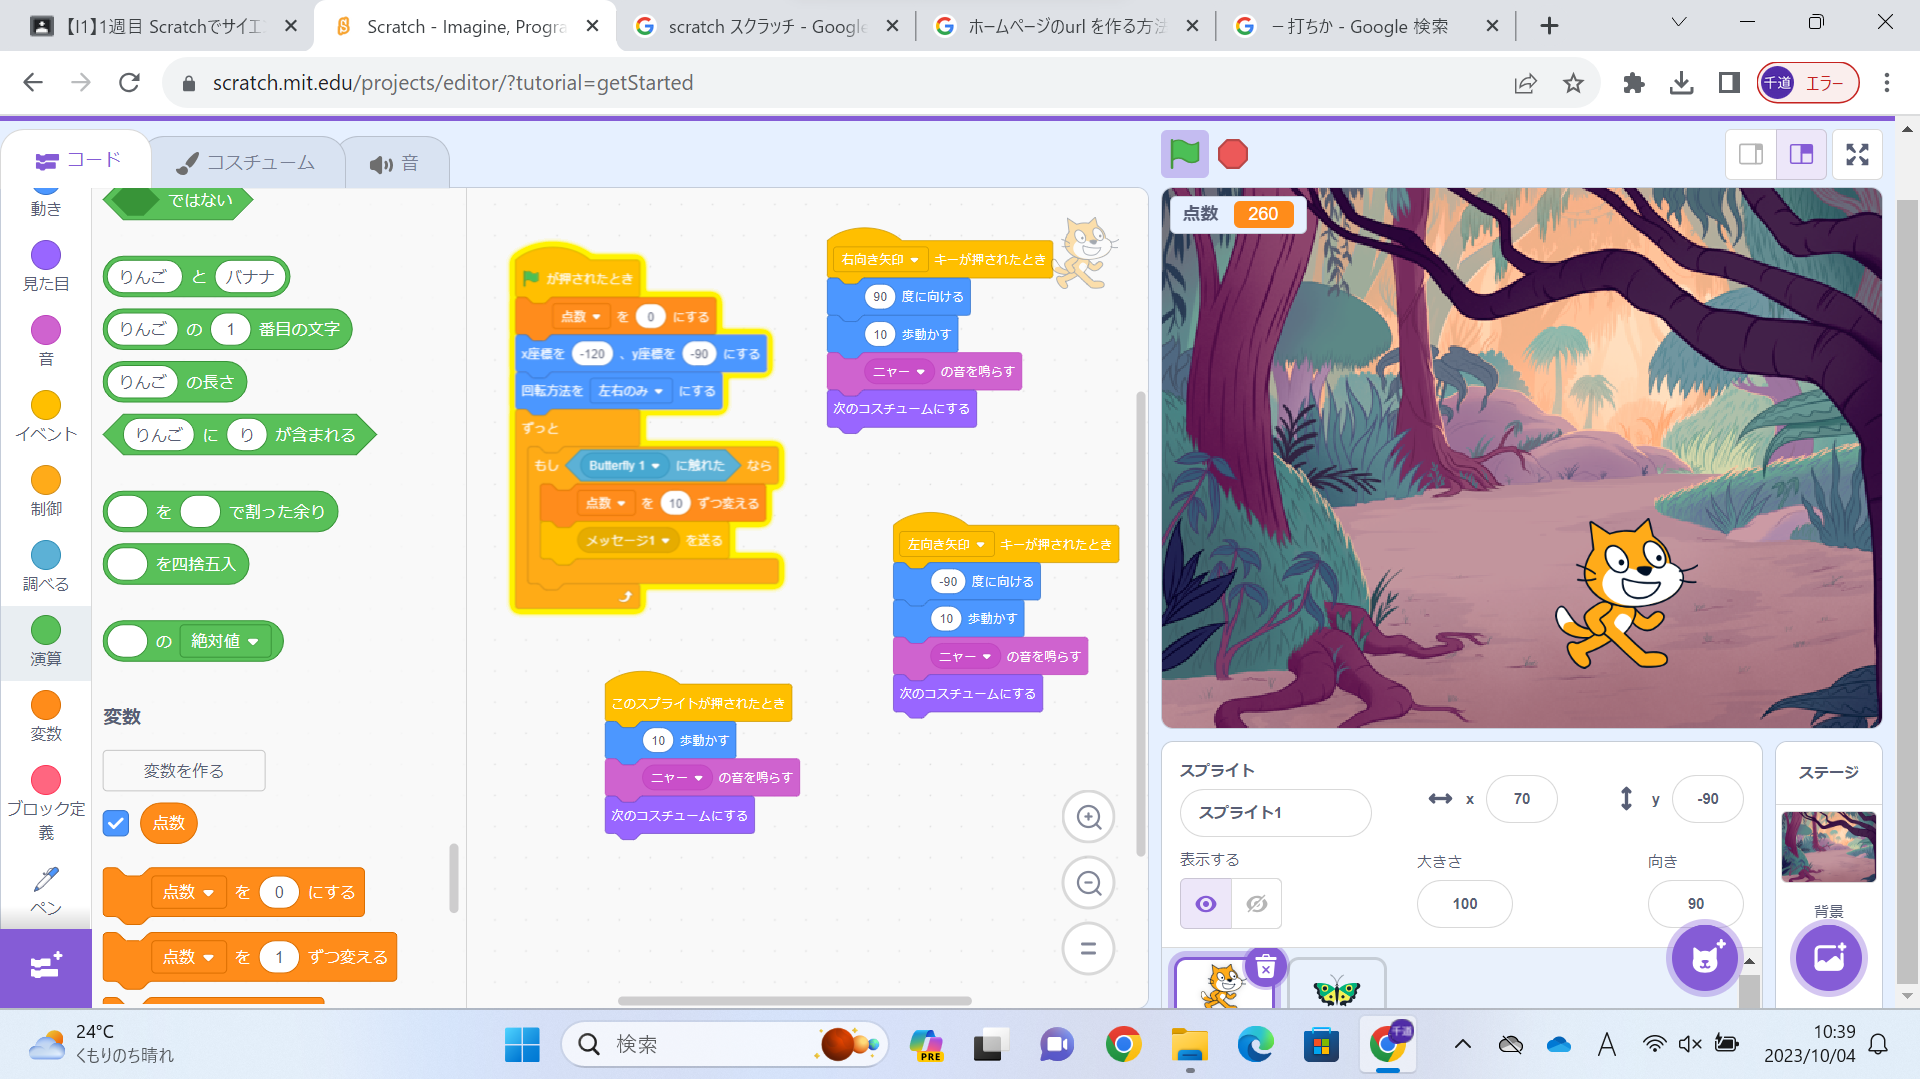 【I1】1週目 Scratchでサイエ
Scratch - Imagine, Progra
scratch スクラッチ - Google
ホームページのurl を作る方法
－打ちか - Google 検索
scratch.mit.edu/projects/editor/?tutorial=getStarted
千道 エラー
コード
コスチューム
音
動き
見た目
音
イベント
制御
調べる
演算
変数
ブロック定
義
ペン
ではない
りんご と バナナ
りんご の 1 番目の文字
りんご の長さ
りんご に り が含まれる
を で割った余り
を四捨五入
の 絶対値
変数
変数を作る
点数
点数 を 0 にする
点数 を 1 ずつ変える
が押されたとき
点数 を 0 にする
x座標を -120 、y座標を -90 にする
回転方法を 左右のみ にする
ずっと
もし Butterfly 1 に触れた なら
点数 を 10 ずつ変える
メッセージ1 を送る
このスプライトが押されたとき
10 歩動かす
ニャー の音を鳴らす
次のコスチュームにする
右向き矢印 キーが押されたとき
90 度に向ける
10 歩動かす
ニャー の音を鳴らす
次のコスチュームにする
左向き矢印 キーが押されたとき
-90 度に向ける
10 歩動かす
ニャー の音を鳴らす
次のコスチュームにする
点数 260
スプライト
スプライト1
x 70
y -90
表示する
大きさ
向き
100
90
ステージ
背景
24°C
くもりのち晴れ
検索
PRE
千道
A
10:39
2023/10/04